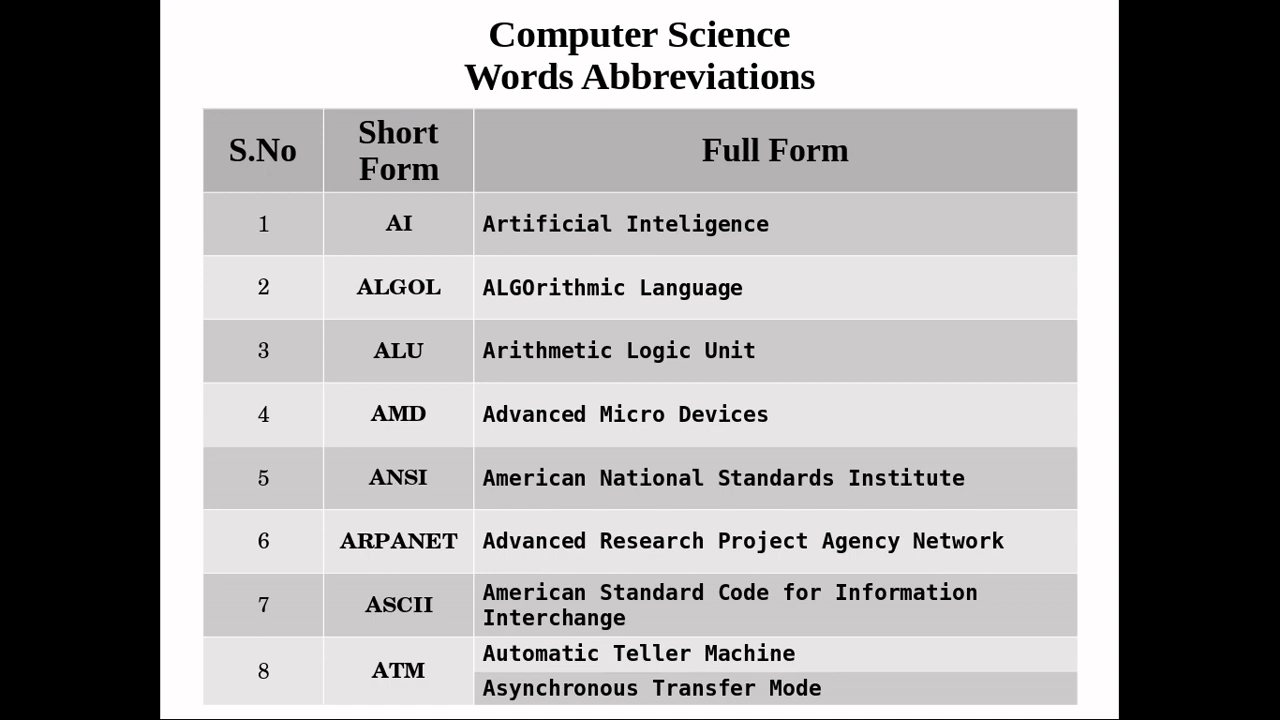 Computer Science
Words Abbreviations
S.No Short Form Full Form
1 AI Artificial Inteligence
2 ALGOL ALGOrithmic Language
3 ALU Arithmetic Logic Unit
4 AMD Advanced Micro Devices
5 ANSI American National Standards Institute
6 ARPANET Advanced Research Project Agency Network
7 ASCII American Standard Code for Information
Interchange
8 ATM Automatic Teller Machine
Asynchronous Transfer Mode